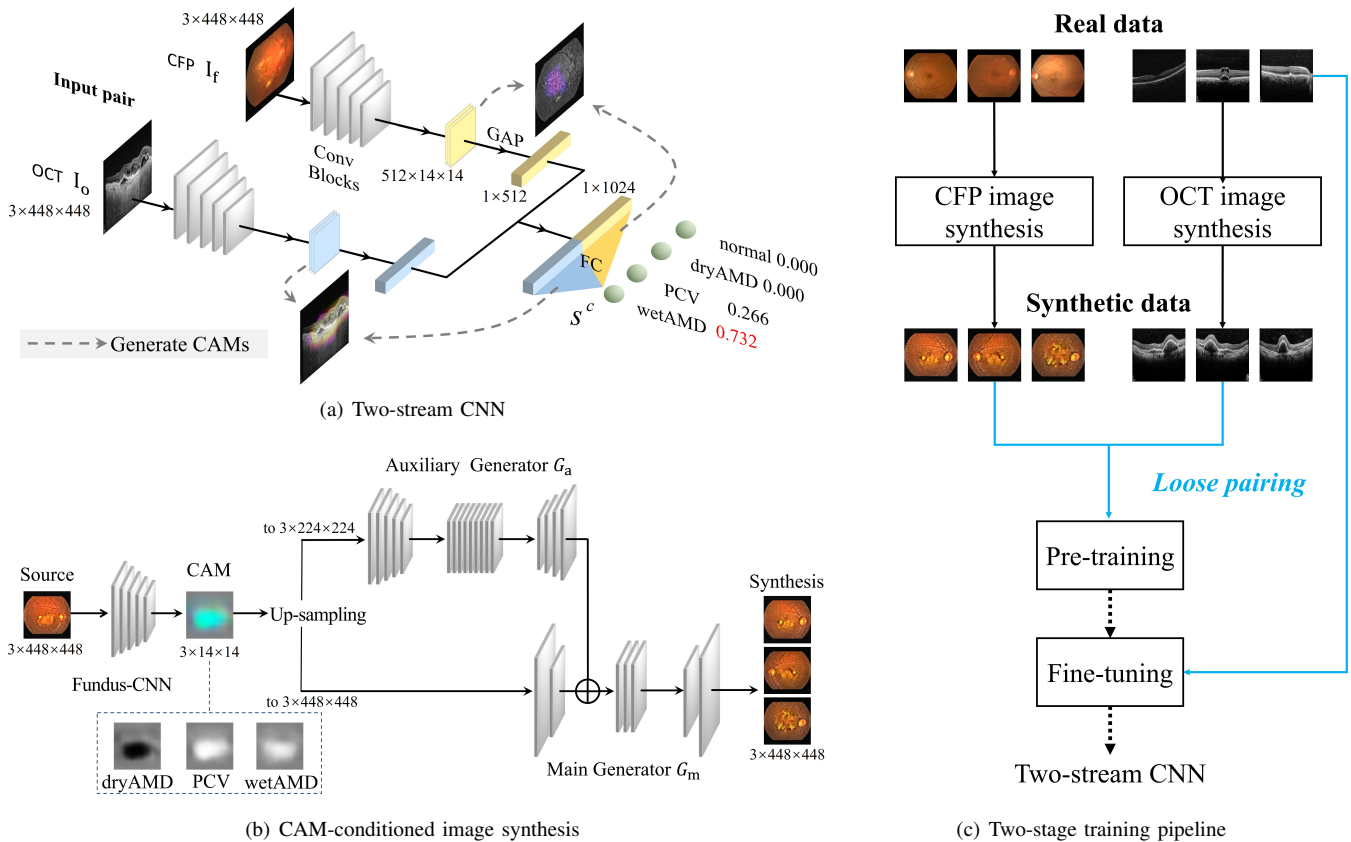 3×448×448
CFP I_f
Input pair
OCT I_o
3×448×448
Conv
Blocks
512×14×14
GAP
1×512
1×1024
FC
S^c
normal 0.000
dryAMD 0.000
PCV 0.266
wetAMD 0.732
Generate CAMs
(a) Two-stream CNN
Auxiliary Generator G_a
to 3×224×224
Source
CAM
Up-sampling
Synthesis
3×448×448
3×14×14
Fundus-CNN
to 3×448×448
dryAMD
PCV
wetAMD
Main Generator G_m
3×448×448
(b) CAM-conditioned image synthesis
Real data
CFP image
synthesis
OCT image
synthesis
Synthetic data
Loose pairing
Pre-training
Fine-tuning
Two-stream CNN
(c) Two-stage training pipeline